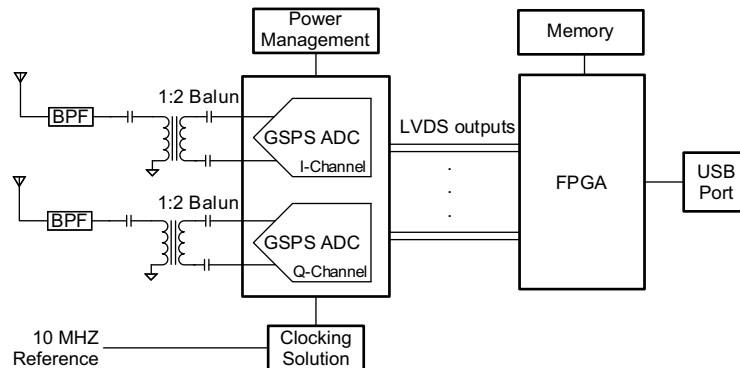 Power
Management
Memory
1:2 Balun
BPF
GSPS ADC
I-Channel
LVDS outputs
.
.
.
FPGA
USB
Port
1:2 Balun
BPF
GSPS ADC
Q-Channel
10 MHZ
Reference
Clocking
Solution